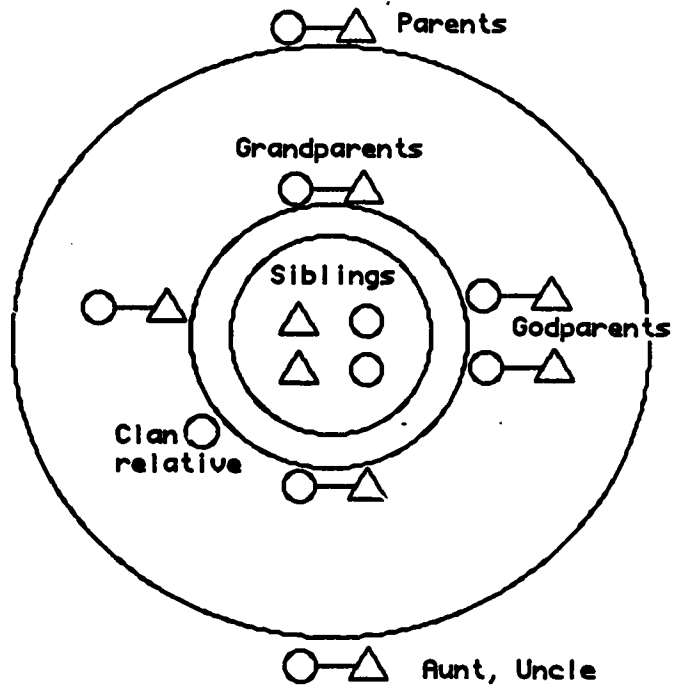 Parents
Grandparents
Siblings
Godparents
Clan
relative
Aunt, Uncle